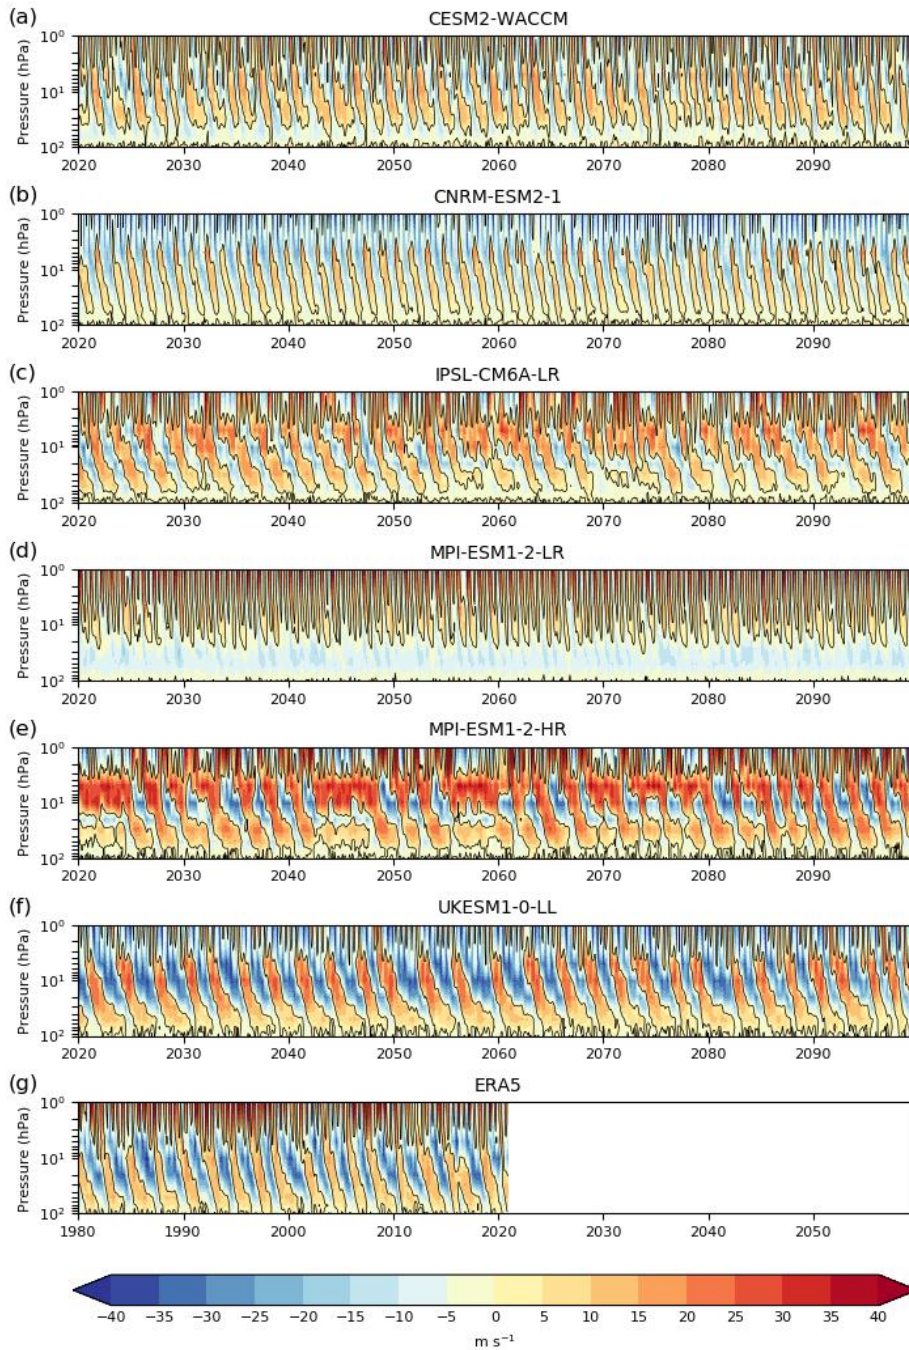 (a) CESM2-WACCM
Pressure (hPa)
10⁰
10¹
10²
2020 2030 2040 2050 2060 2070 2080 2090
(b) CNRM-ESM2-1
Pressure (hPa)
10⁰
10¹
10²
2020 2030 2040 2050 2060 2070 2080 2090
(c) IPSL-CM6A-LR
Pressure (hPa)
10⁰
10¹
10²
2020 2030 2040 2050 2060 2070 2080 2090
(d) MPI-ESM1-2-LR
Pressure (hPa)
10⁰
10¹
10²
2020 2030 2040 2050 2060 2070 2080 2090
(e) MPI-ESM1-2-HR
Pressure (hPa)
10⁰
10¹
10²
2020 2030 2040 2050 2060 2070 2080 2090
(f) UKESM1-0-LL
Pressure (hPa)
10⁰
10¹
10²
2020 2030 2040 2050 2060 2070 2080 2090
(g) ERA5
Pressure (hPa)
10⁰
10¹
10²
1980 1990 2000 2010 2020 2030 2040 2050
−40 −35 −30 −25 −20 −15 −10 −5 0 5 10 15 20 25 30 35 40
m s⁻¹